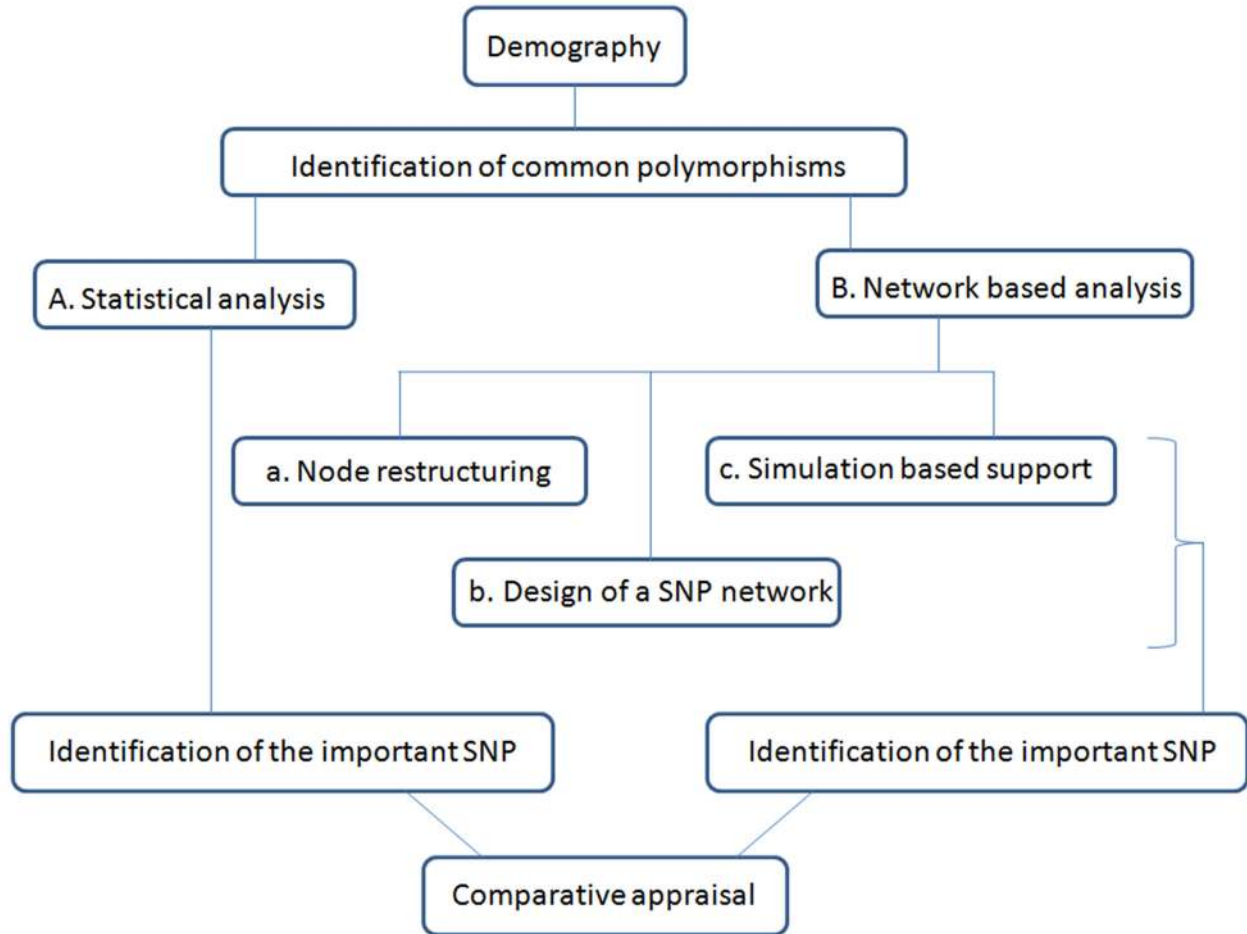 Demography
Identification of common polymorphisms
A. Statistical analysis
B. Network based analysis
a. Node restructuring
c. Simulation based support
b. Design of a SNP network
Identification of the important SNP
Identification of the important SNP
Comparative appraisal